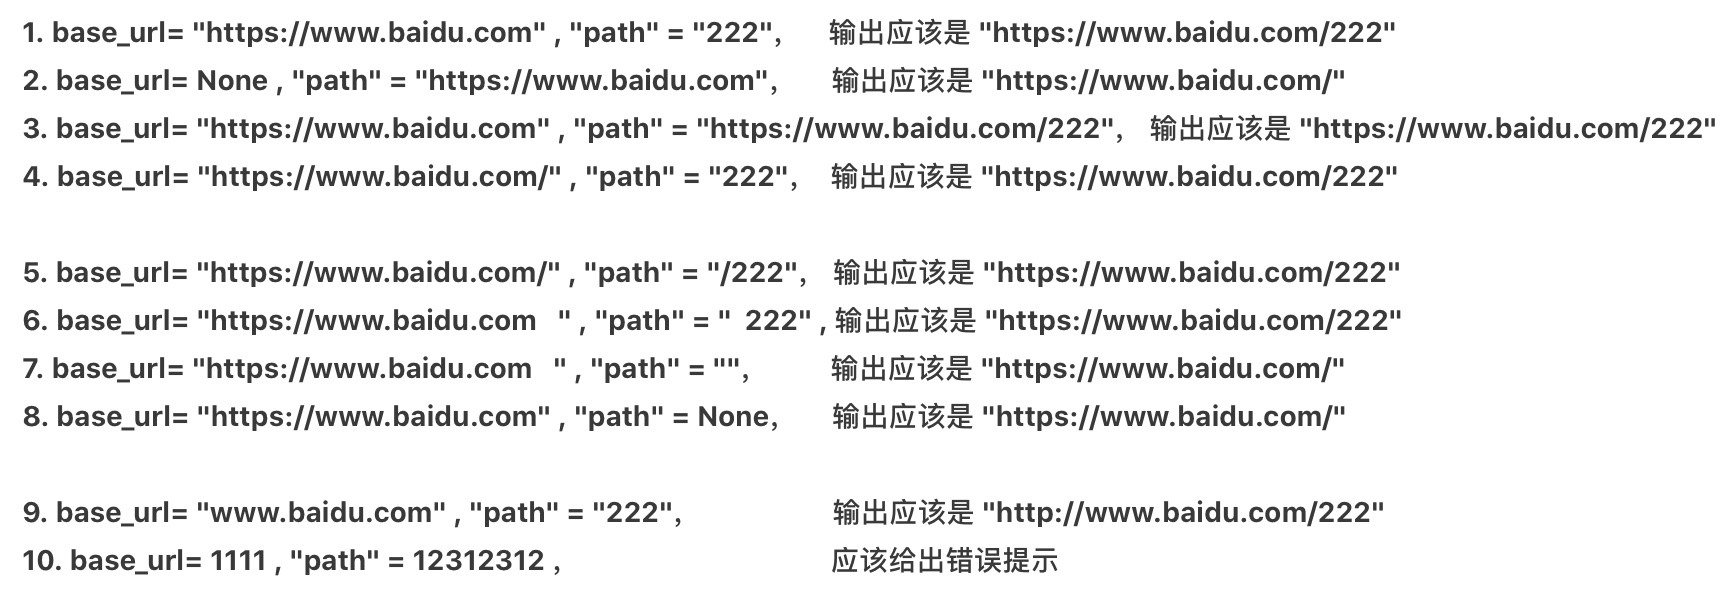 1. base_url= "https://www.baidu.com" , "path" = "222"， 输出应该是 "https://www.baidu.com/222"
2. base_url= None , "path" = "https://www.baidu.com"， 输出应该是 "https://www.baidu.com/"
3. base_url= "https://www.baidu.com" , "path" = "https://www.baidu.com/222"， 输出应该是 "https://www.baidu.com/222"
4. base_url= "https://www.baidu.com/" , "path" = "222"， 输出应该是 "https://www.baidu.com/222"
5. base_url= "https://www.baidu.com/" , "path" = "/222"， 输出应该是 "https://www.baidu.com/222"
6. base_url= "https://www.baidu.com   " , "path" = "  222" , 输出应该是 "https://www.baidu.com/222"
7. base_url= "https://www.baidu.com   " , "path" = ""， 输出应该是 "https://www.baidu.com/"
8. base_url= "https://www.baidu.com" , "path" = None， 输出应该是 "https://www.baidu.com/"
9. base_url= "www.baidu.com" , "path" = "222"， 输出应该是 "http://www.baidu.com/222"
10. base_url= 1111 , "path" = 12312312 ， 应该给出错误提示